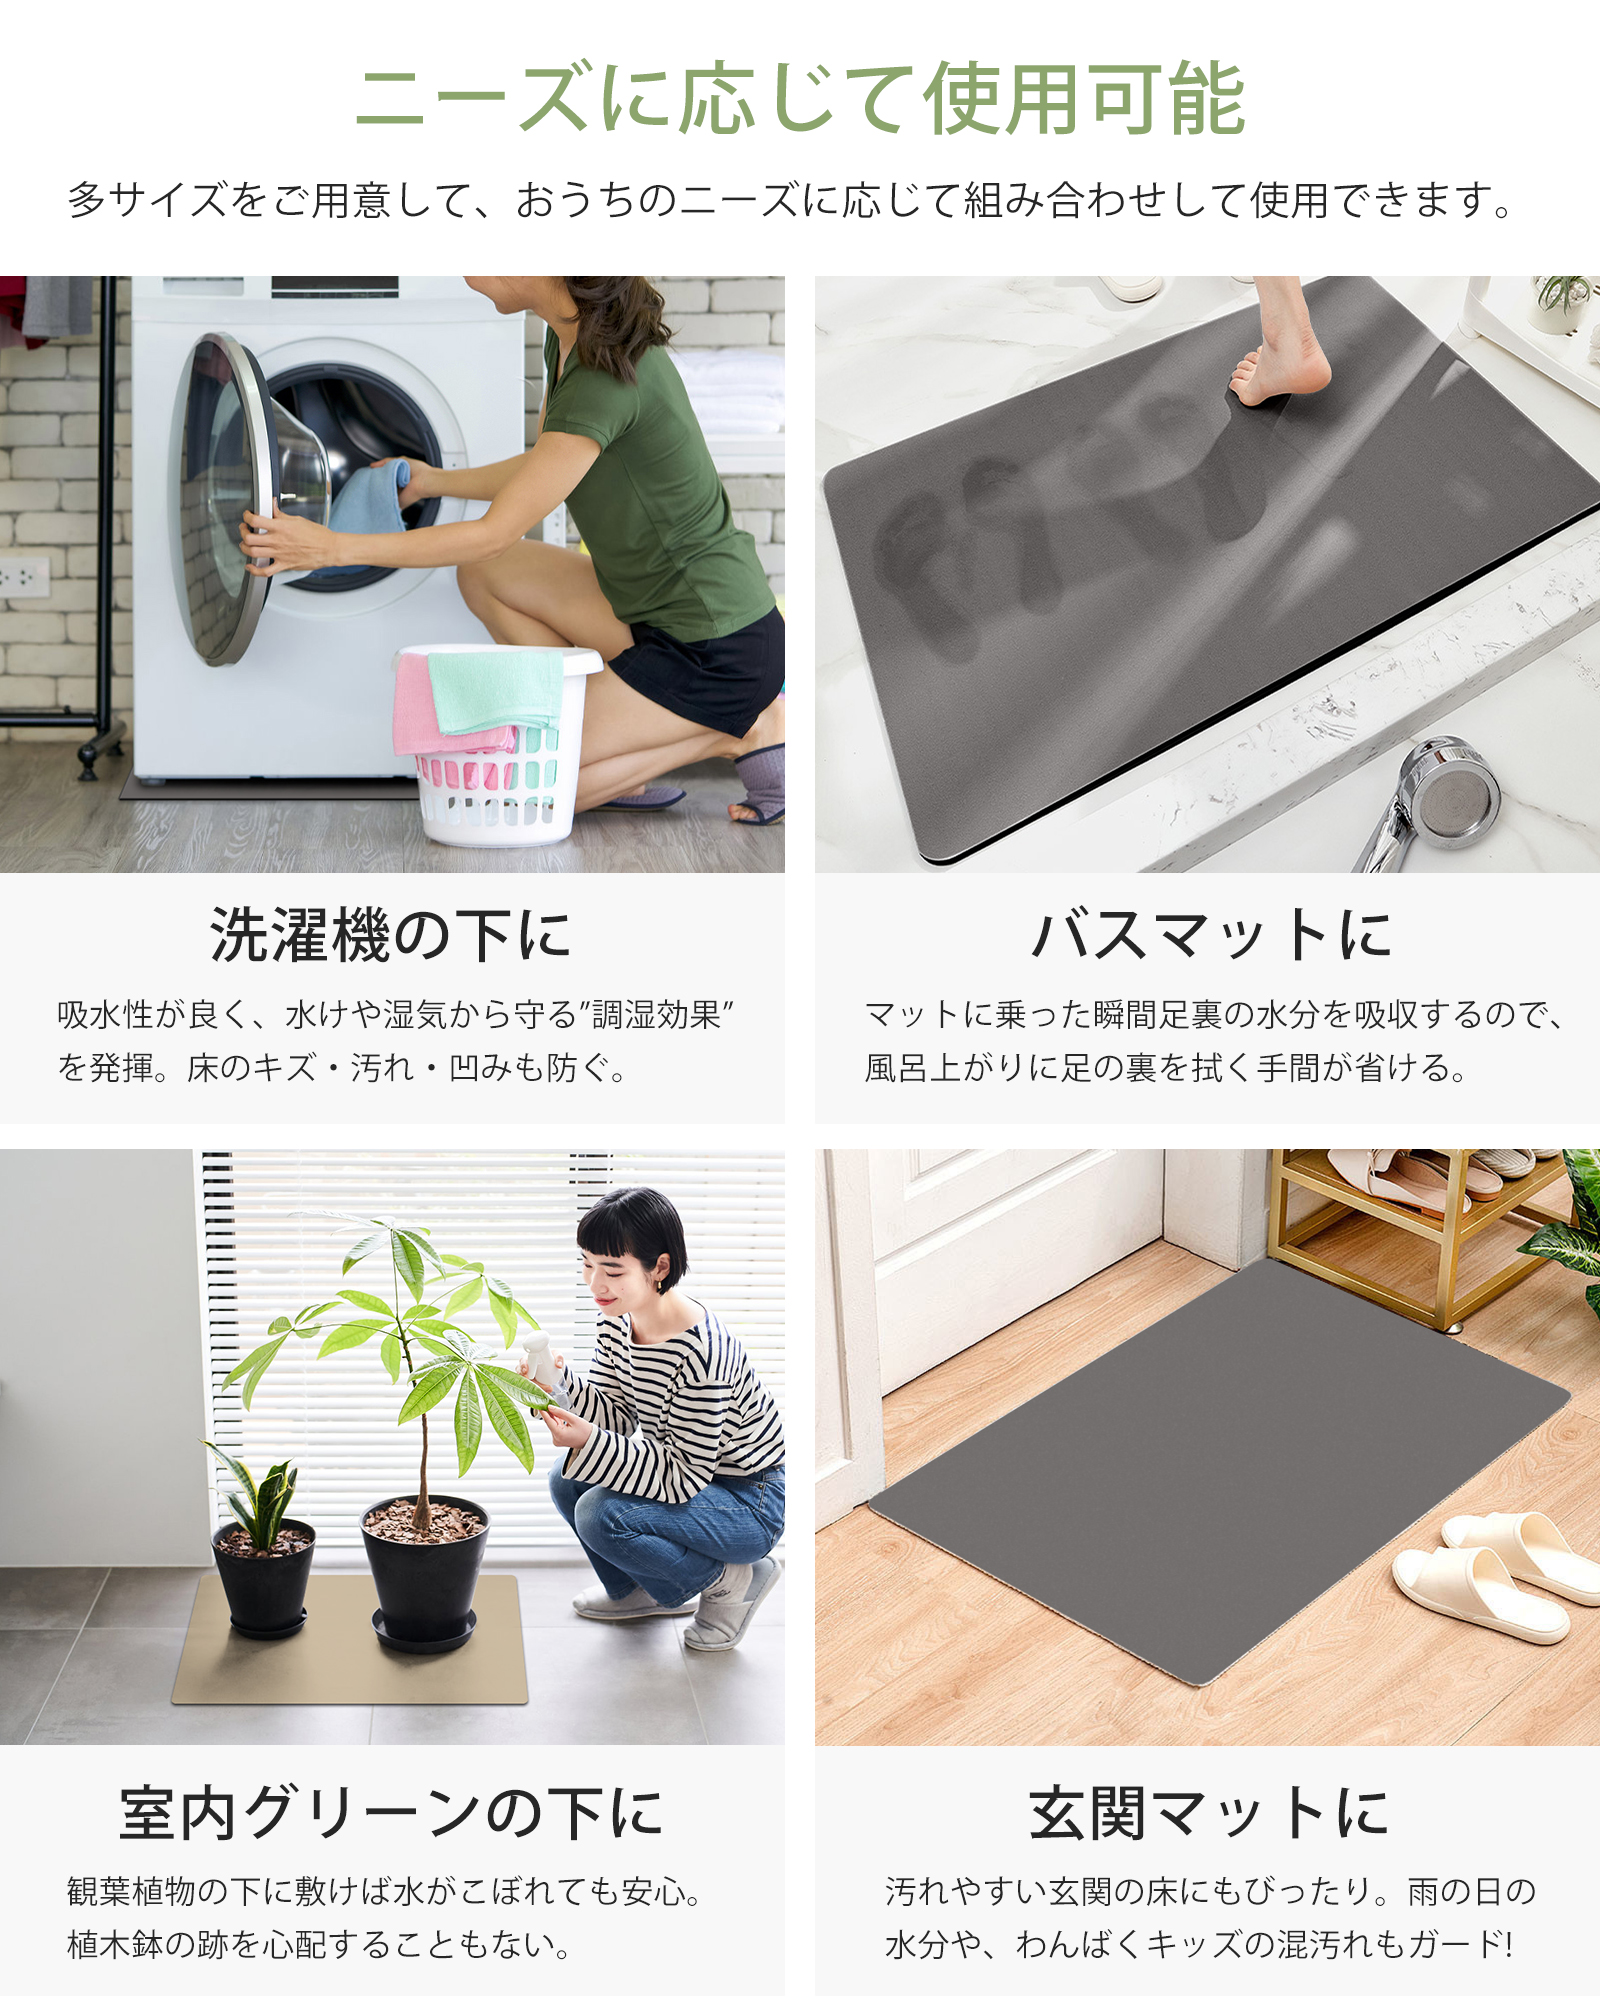 ニーズに応じて使用可能
多サイズをご用意して、おうちのニーズに応じて組み合わせして使用できます。
洗濯機の下に
吸水性が良く、水けや湿気から守る"調湿効果"
を発揮。床のキズ・汚れ・凹みも防ぐ。
バスマットに
マットに乗った瞬間足裏の水分を吸収するので、
風呂上がりに足の裏を拭く手間が省ける。
室内グリーンの下に
観葉植物の下に敷けば水がこぼれても安心。
植木鉢の跡を心配することもない。
玄関マットに
汚れやすい玄関の床にもびったり。雨の日の
水分や、わんぱくキッズの混汚れもガード!